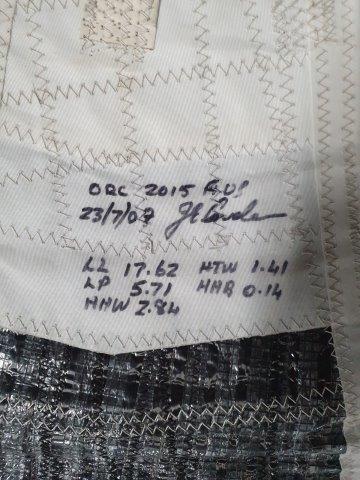 ORC 2015 AUS
23/7/07
LL 17.62 HTW 1.41
LP 5.71 HHB 0.14
HHW 2.84